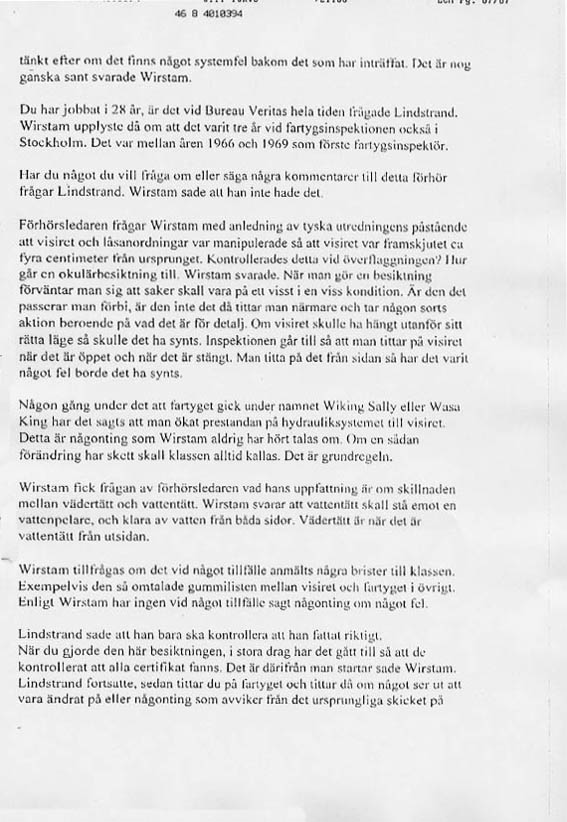 46 8 4010394
tänkt efter om det finns något systemfel bakom det som har inträffat. Det är nog
ganska sant svarade Wirstam.
Du har jobbat i 28 år, är det vid Bureau Veritas hela tiden frågade Lindstrand.
Wirstam upplyste då om att det varit tre år vid fartygsinspektionen också i
Stockholm. Det var mellan åren 1966 och 1969 som förste fartygsinspektör.
Har du något du vill fråga om eller säga några kommentarer till detta förhör
frågar Lindstrand. Wirstam sade att han inte hade det.
Förhörsledaren frågar Wirstam med anledning av tyska utredningens påstående
att visiret och låsanordningar var manipulerade så att visiret var framskjutet ca
fyra centimeter från ursprunget. Kontrollerades detta vid överflaggningen? Hur
går en okulärbesiktning till. Wirstam svarade. När man gör en besiktning
förväntar man sig att saker skall vara på ett visst i en viss kondition. Är den det
passerar man förbi, är den inte det då tittar man närmare och tar någon sorts
aktion beroende på vad det är för detalj. Om visiret skulle ha hängt utanför sitt
rätta läge så skulle det ha synts. Inspektionen går till så att man tittar på visiret
när det är öppet och när det är stängt. Man titta på det från sidan så har det varit
något fel borde det ha synts.
Någon gång under det att fartyget gick under namnet Wiking Sally eller Wasa
King har det sagts att man ökat prestandan på hydrauliksystemet till visiret.
Detta är någonting som Wirstam aldrig har hört talas om. Om en sådan
förändring har skett skall klassen alltid kallas. Det är grundregeln.
Wirstam fick frågan av förhörsledaren vad hans uppfattning är om skillnaden
mellan vädertätt och vattentätt. Wirstam svarar att vattentätt skall stå emot en
vattenpelare, och klara av vatten från båda sidor. Vädertätt är när det är
vattentätt från utsidan.
Wirstam tillfrågas om det vid något tillfälle anmälts några brister till klassen.
Exempelvis den så omtalade gummilisten mellan visiret och fartyget i övrigt.
Enligt Wirstam har ingen vid något tillfälle sagt någonting om något fel.
Lindstrand sade att han bara ska kontrollera att han fattat riktigt.
När du gjorde den här besiktningen, i stora drag har det gått till så att de
kontrollerat att alla certifikat fanns. Det är därifrån man startar sade Wirstam.
Lindstrand fortsatte, sedan tittar du på fartyget och tittar då om något ser ut att
vara ändrat på eller någonting som avviker från det ursprungliga skicket på